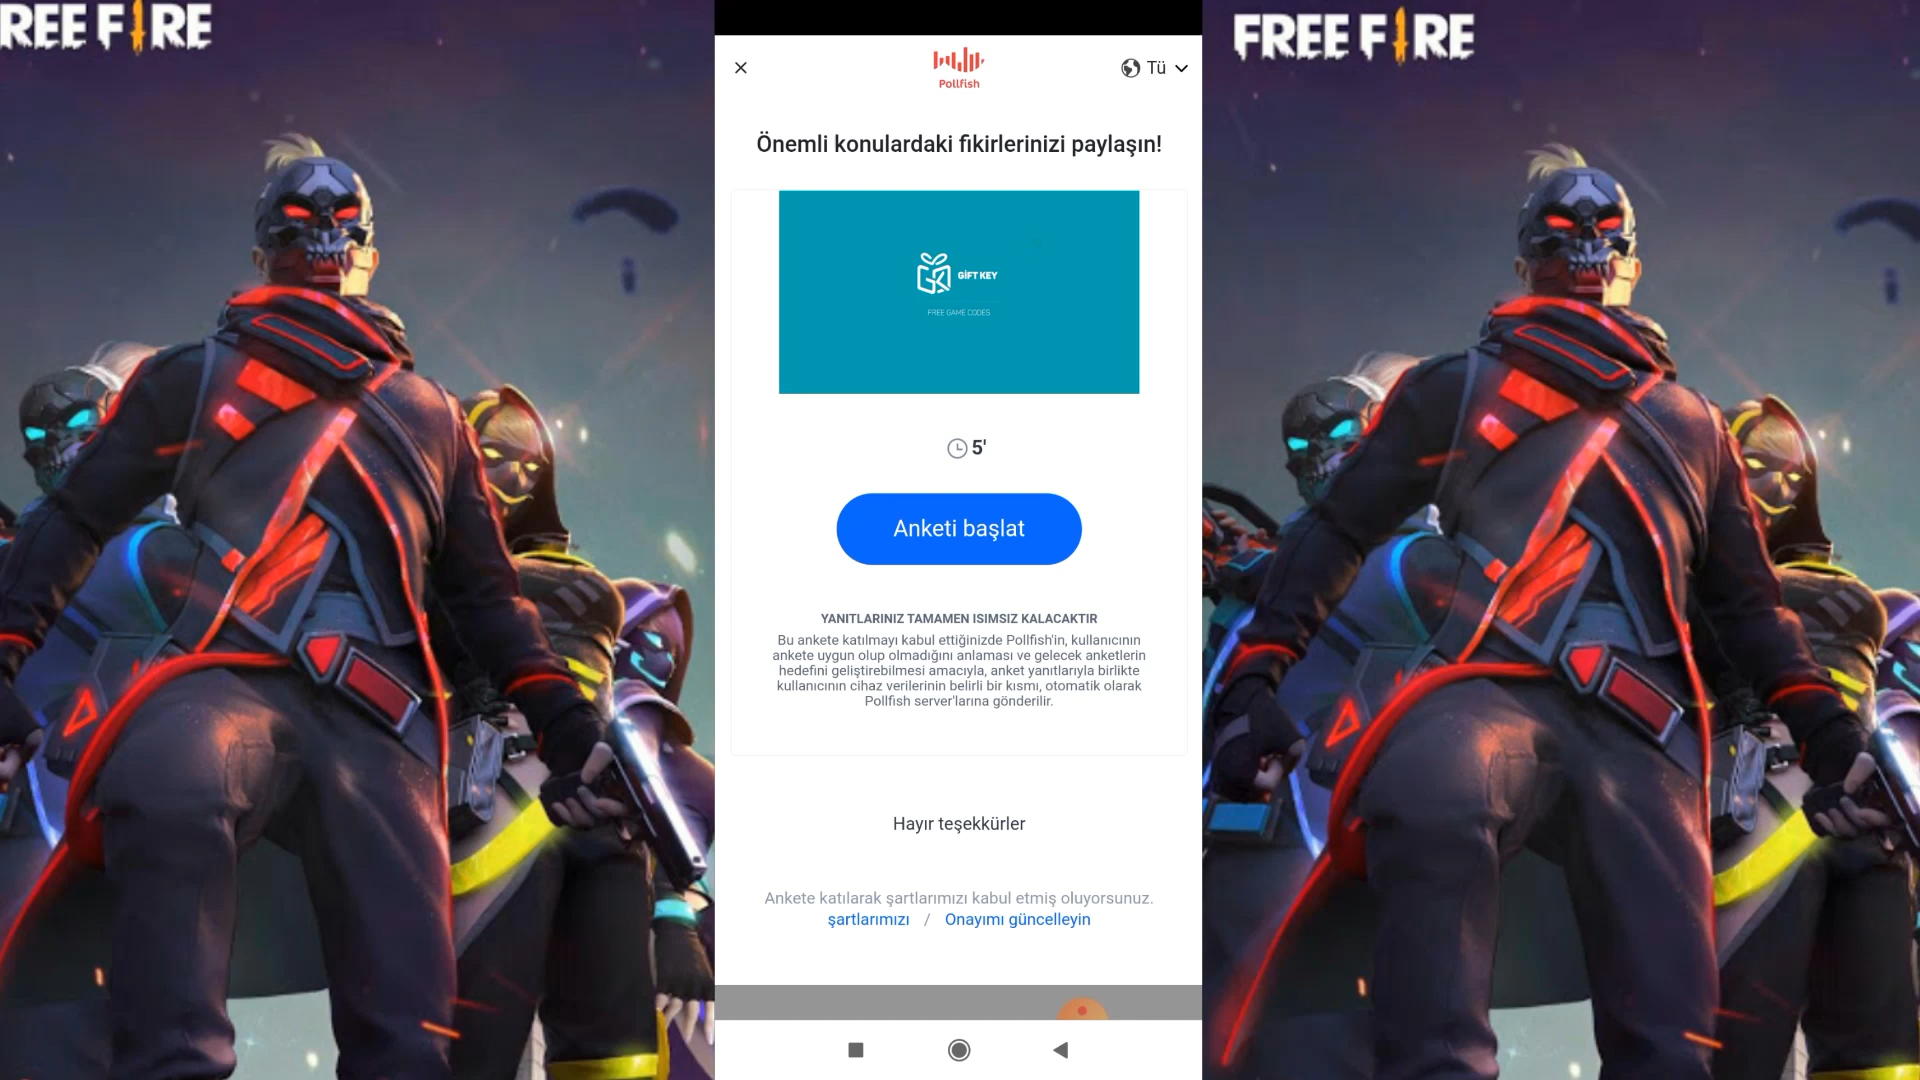 REE FIRE
FREE FIRE
Pollfish
Tü
Önemli konulardaki fikirlerinizi paylaşın!
GİFT KEY
FREE GAME CODES
5'
Anketi başlat
YANITLARINIZ TAMAMEN ISIMSIZ KALACAKTIR
Bu ankete katılmayı kabul ettiğinizde Pollfish'in, kullanıcının
ankete uygun olup olmadığını anlaması ve gelecek anketlerin
hedefini geliştirebilmesi amacıyla, anket yanıtlarıyla birlikte
kullanıcının cihaz verilerinin belirli bir kısmı, otomatik olarak
Pollfish server'larına gönderilir.
Hayır teşekkürler
Ankete katılarak şartlarımızı kabul etmiş oluyorsunuz.
şartlarımızı / Onayımı güncelleyin